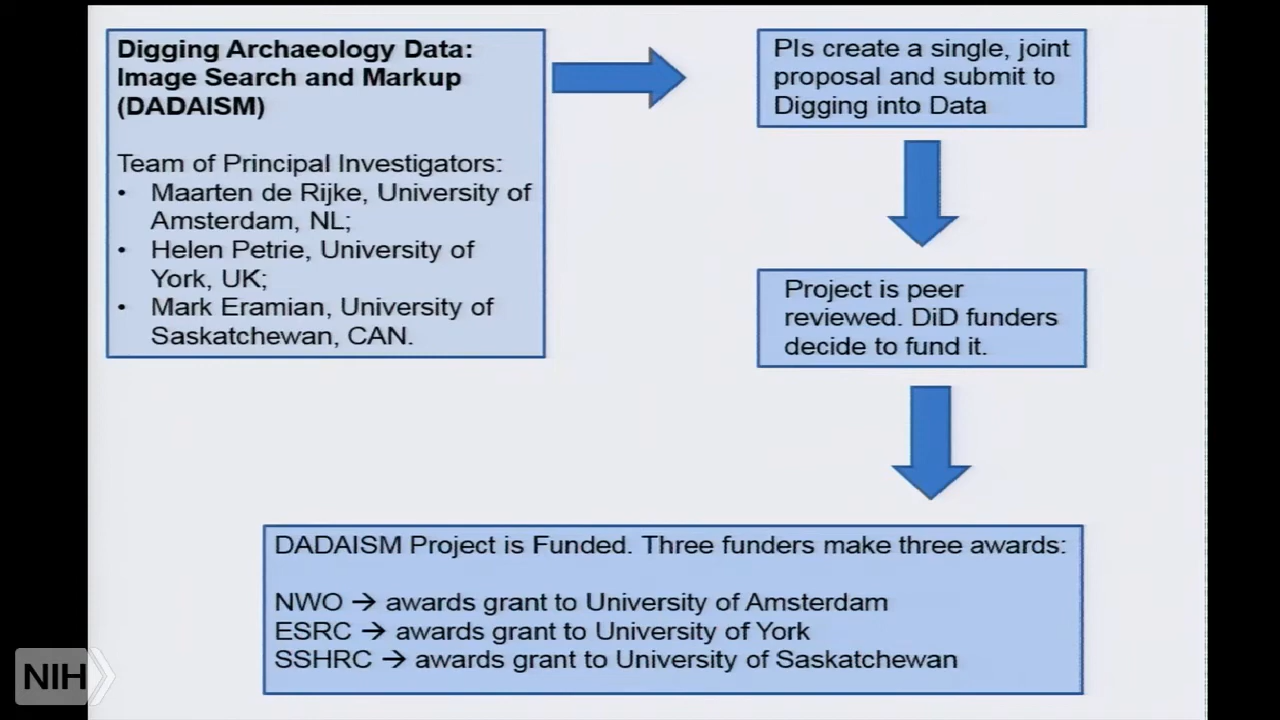 Digging Archaeology Data:
Image Search and Markup
(DADAISM)
Team of Principal Investigators:
• Maarten de Rijke, University of
Amsterdam, NL;
• Helen Petrie, University of
York, UK;
• Mark Eramian, University of
Saskatchewan, CAN.
PIs create a single, joint
proposal and submit to
Digging into Data
Project is peer
reviewed. DiD funders
decide to fund it.
DADAISM Project is Funded. Three funders make three awards:
NWO → awards grant to University of Amsterdam
ESRC → awards grant to University of York
SSHRC → awards grant to University of Saskatchewan
NIH